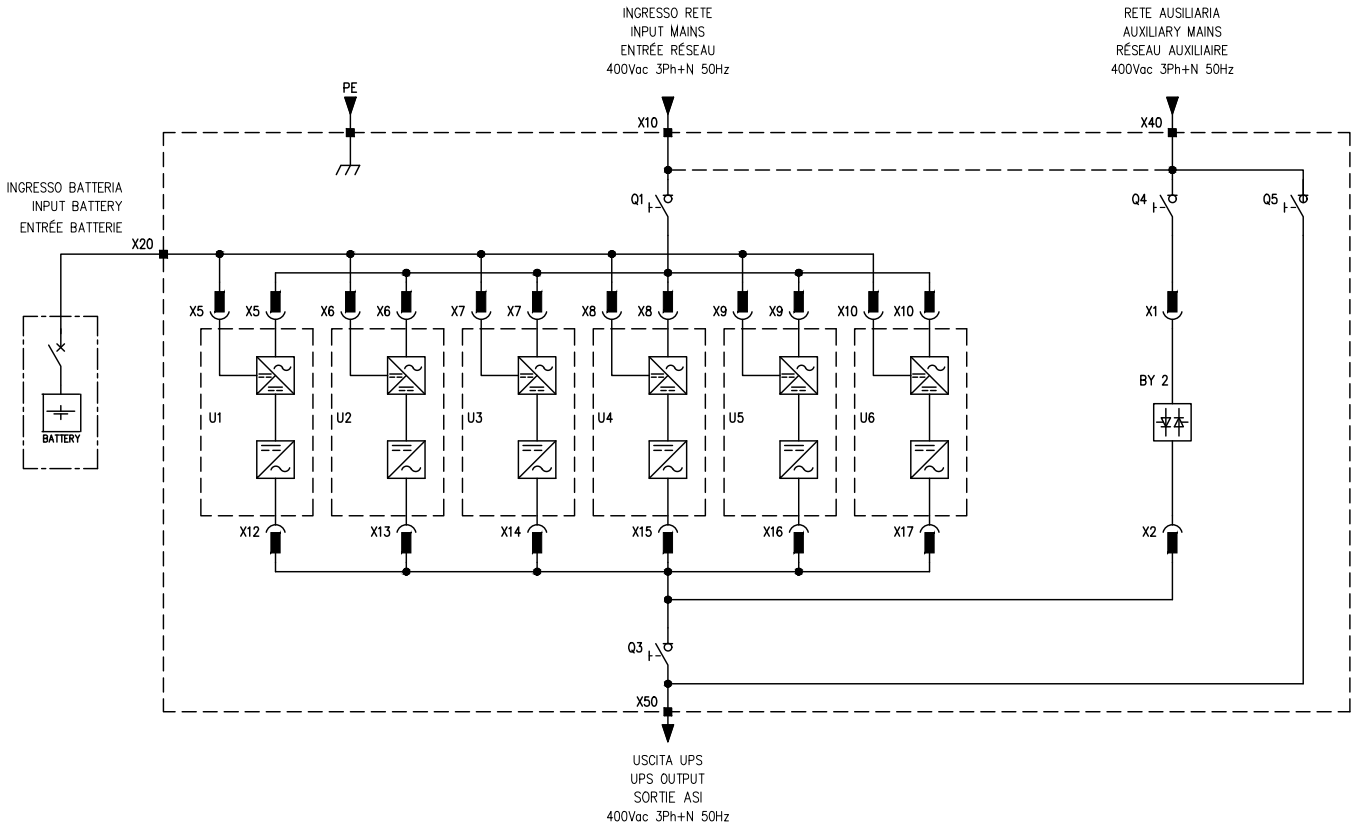 INGRESSO RETE
INPUT MAINS
ENTRÉE RÉSEAU
400Vac 3Ph+N 50Hz
RETE AUSILIARIA
AUXILIARY MAINS
RÉSEAU AUXILIAIRE
400Vac 3Ph+N 50Hz
PE
X10
X40
INGRESSO BATTERIA
INPUT BATTERY
ENTRÉE BATTERIE
Q1
Q4
Q5
X20
X5
X5
X6
X6
X7
X7
X8
X8
X9
X9
X10
X10
X1
BY 2
BATTERY
U1
U2
U3
U4
U5
U6
X12
X13
X14
X15
X16
X17
X2
Q3
X50
USCITA UPS
UPS OUTPUT
SORTIE ASI
400Vac 3Ph+N 50Hz